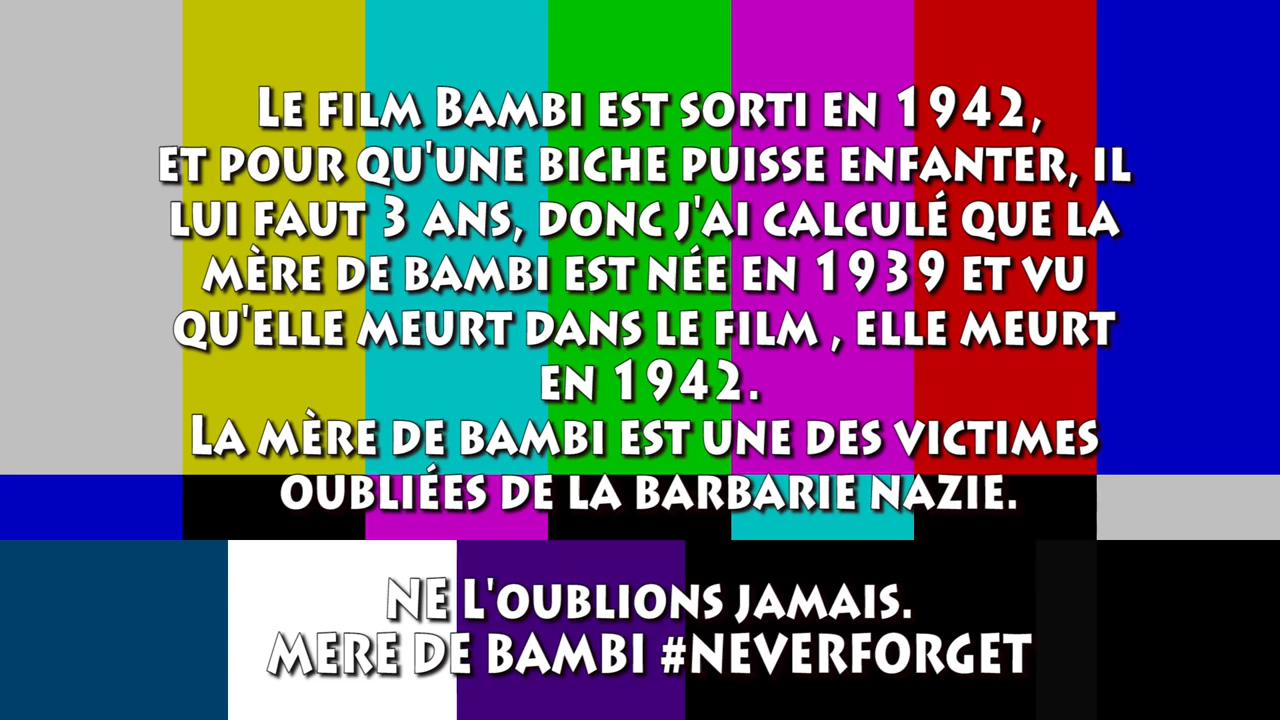 Le film Bambi est sorti en 1942,
et pour qu'une biche puisse enfanter, il
lui faut 3 ans, donc j'ai calculé que la
mère de bambi est née en 1939 et vu
qu'elle meurt dans le film , elle meurt
en 1942.
La mère de bambi est une des victimes
oubliées de la barbarie nazie.
NE L'oublions jamais.
MERE DE BAMBI #NEVERFORGET